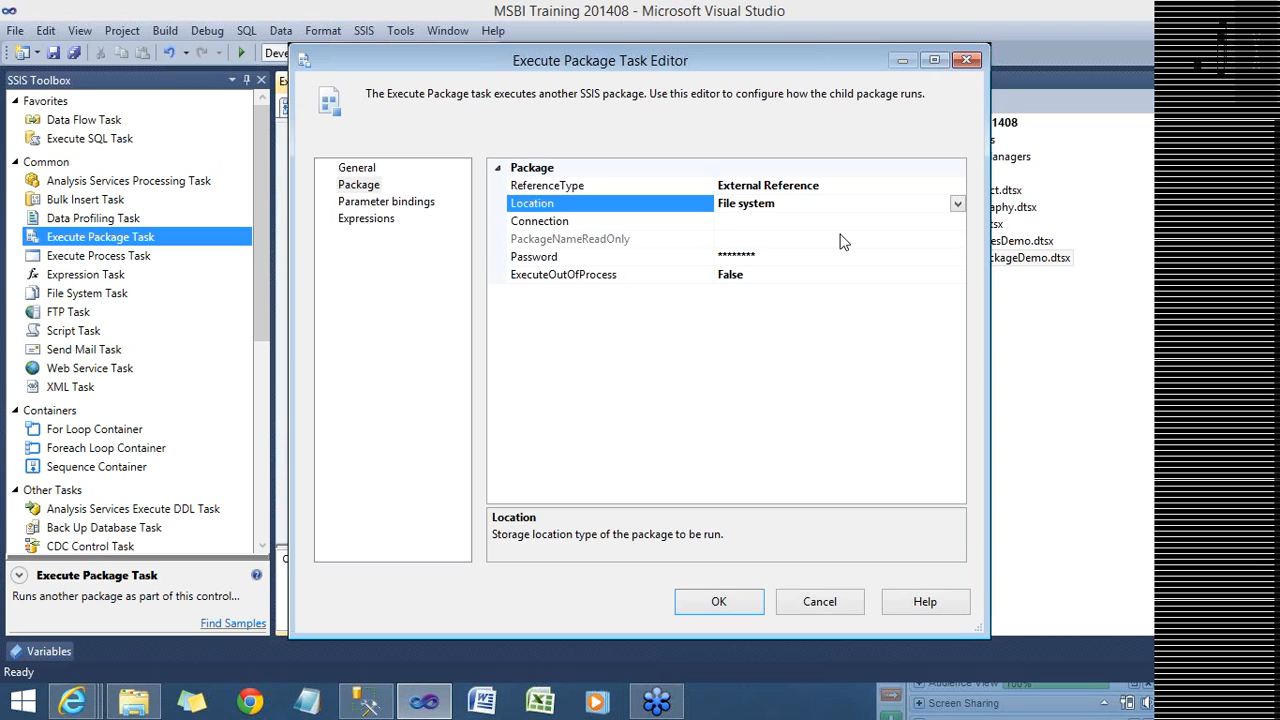 MSBI Training 201408 - Microsoft Visual Studio
File Edit View Project Build Debug SQL Data Format SSIS Tools Window Help
Deve
SSIS Toolbox
Favorites
Data Flow Task
Execute SQL Task
Common
Analysis Services Processing Task
Bulk Insert Task
Data Profiling Task
Execute Package Task
Execute Process Task
Expression Task
File System Task
FTP Task
Script Task
Send Mail Task
Web Service Task
XML Task
Containers
For Loop Container
Foreach Loop Container
Sequence Container
Other Tasks
Analysis Services Execute DDL Task
Back Up Database Task
CDC Control Task
Execute Package Task
Runs another package as part of this control...
Find Samples
Variables
Ready
Execute Package Task Editor
The Execute Package task executes another SSIS package. Use this editor to configure how the child package runs.
General
Package
Parameter bindings
Expressions
Package
ReferenceType External Reference
Location File system
Connection
PackageNameReadOnly
Password ********
ExecuteOutOfProcess False
Location
Storage location type of the package to be run.
OK Cancel Help
1408
s
anagers
ct.dtsx
aphy.dtsx
sx
esDemo.dtsx
ckageDemo.dtsx
Audience View 100%
Screen Sharing